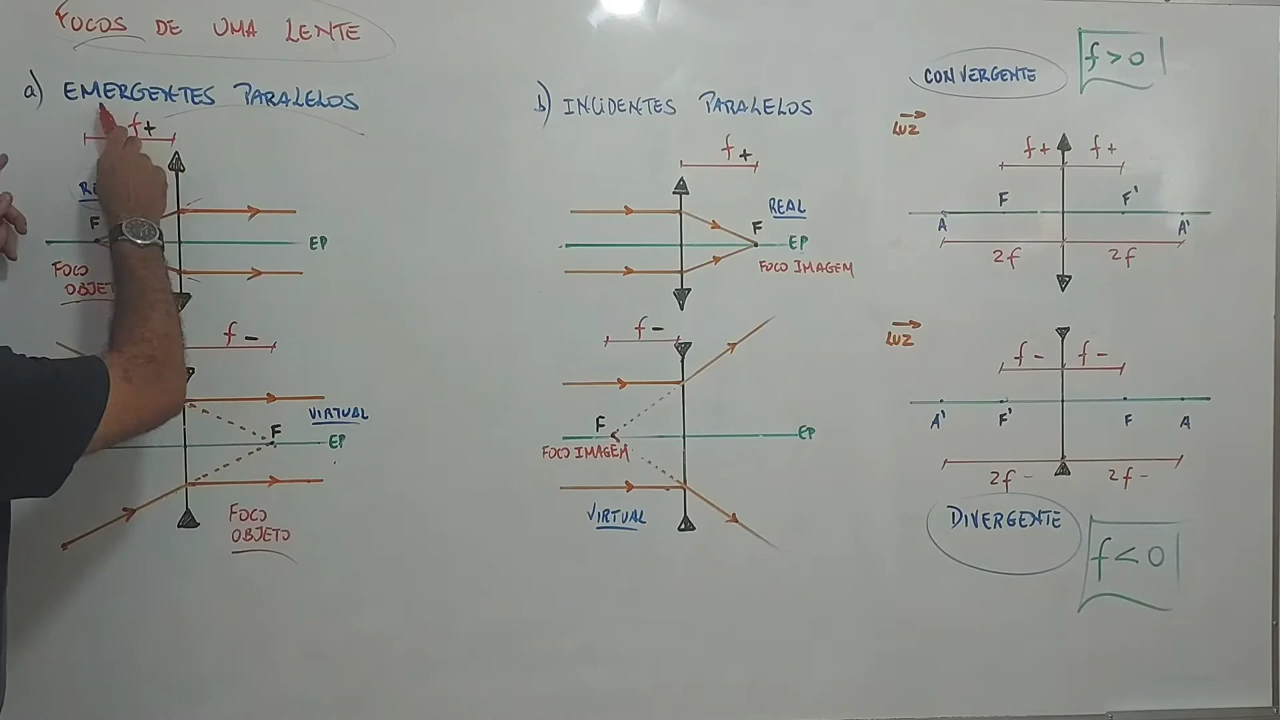 FOCOS DE UMA LENTE
a) EMERGENTES PARALELOS
f+
F
EP
FOCO
f-
VIRTUAL
F
EP
FOCO
OBJETO
b) INCIDENTES PARALELOS
f+
REAL
F
EP
FOCO IMAGEM
f-
F
EP
FOCO IMAGEM
VIRTUAL
CONVERGENTE
f>0
LUZ
f+ f+
F F'
A A'
2f 2f
LUZ
f- f-
A' F' F A
2f- 2f-
DIVERGENTE
f<0